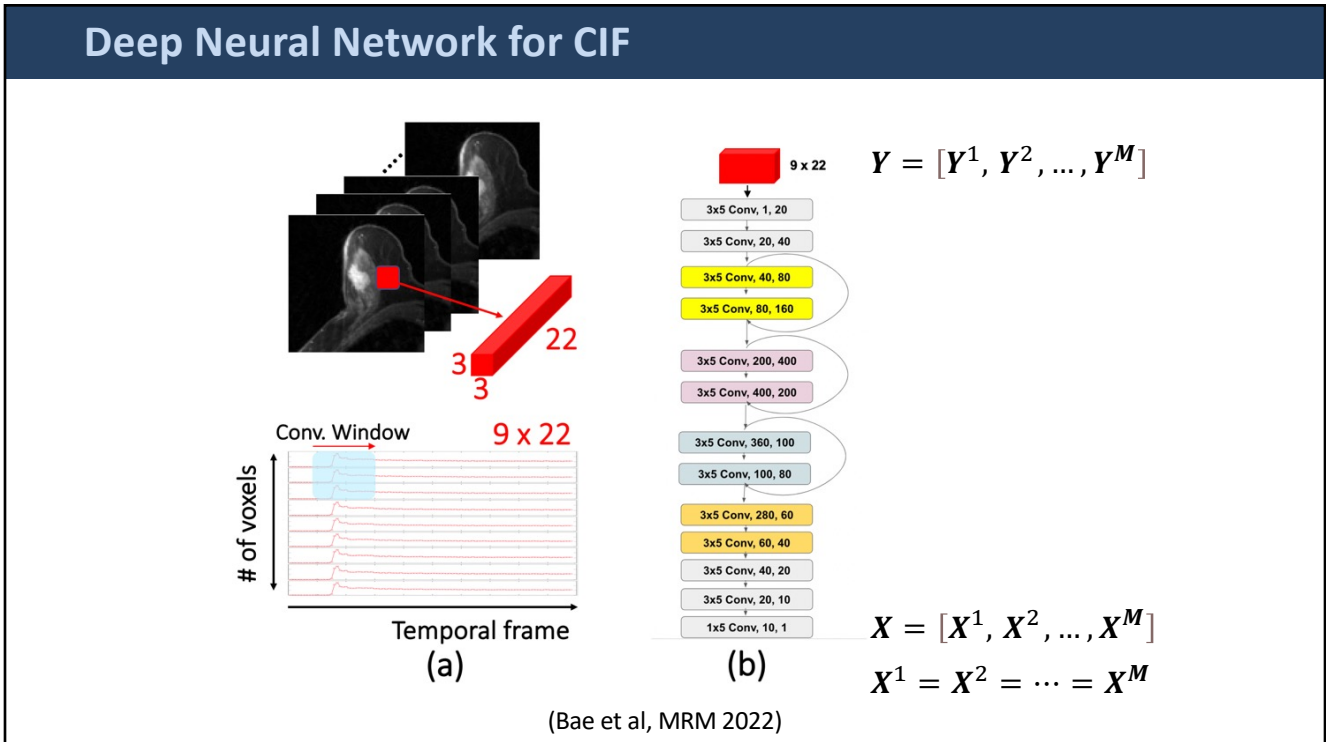 Deep Neural Network for CIF
3
3
22
Conv. Window
9 x 22
# of voxels
Temporal frame
(a)
9 x 22
3x5 Conv, 1, 20
3x5 Conv, 20, 40
3x5 Conv, 40, 80
3x5 Conv, 80, 160
3x5 Conv, 200, 400
3x5 Conv, 400, 200
3x5 Conv, 360, 100
3x5 Conv, 100, 80
3x5 Conv, 280, 60
3x5 Conv, 60, 40
3x5 Conv, 40, 20
3x5 Conv, 20, 10
1x5 Conv, 10, 1
(b)
Y = [Y¹, Y², ... , Yᴹ]
X = [X¹, X², ... , Xᴹ]
X¹ = X² = ⋯ = Xᴹ
(Bae et al, MRM 2022)